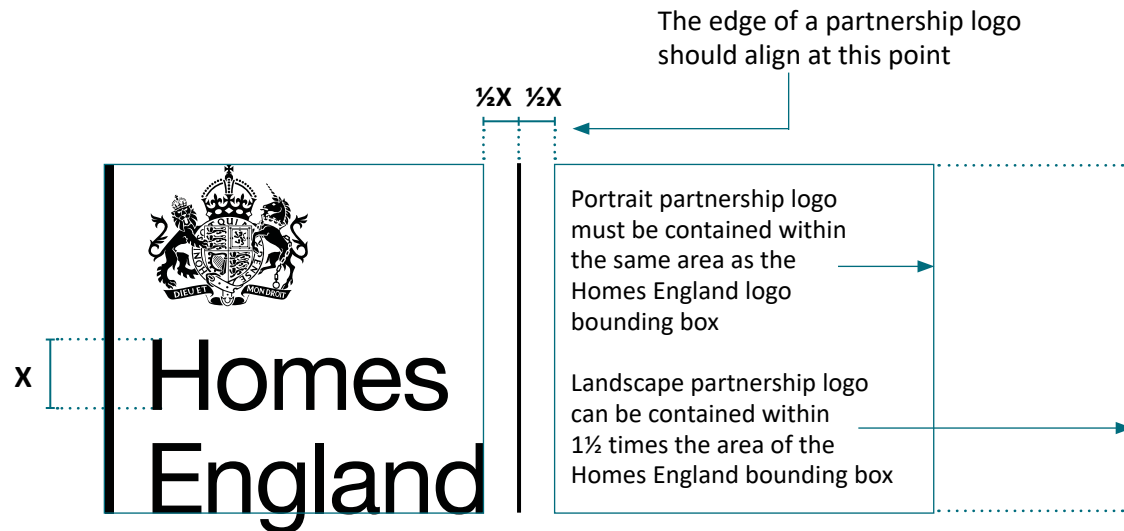 The edge of a partnership logo
should align at this point
½X ½X
Portrait partnership logo
must be contained within
the same area as the
Homes England logo
bounding box
DIEU ET MON DROIT
X
Homes
England
Landscape partnership logo
can be contained within
1½ times the area of the
Homes England bounding box